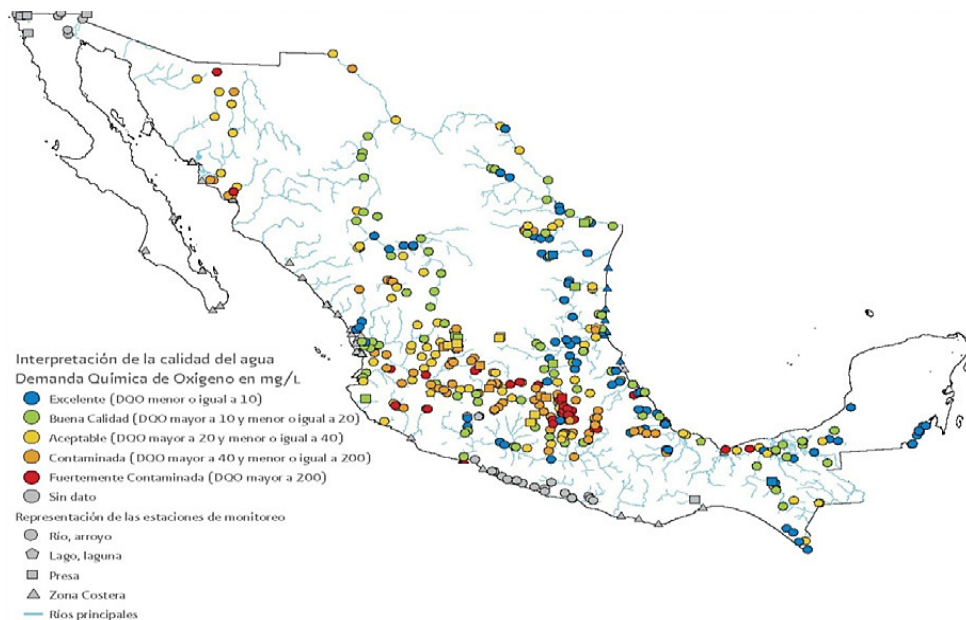 Interpretación de la calidad del agua
Demanda Química de Oxigeno en mg/L
Excelente (DQO menor o igual a 10)
Buena Calidad (DQO mayor a 10 y menor o igual a 20)
Aceptable (DQO mayor a 20 y menor o igual a 40)
Contaminada (DQO mayor a 40 y menor o igual a 200)
Fuertemente Contaminada (DQO mayor a 200)
Sin dato
Representación de las estaciones de monitoreo
Río, arroyo
Lago, laguna
Presa
Zona Costera
Ríos principales